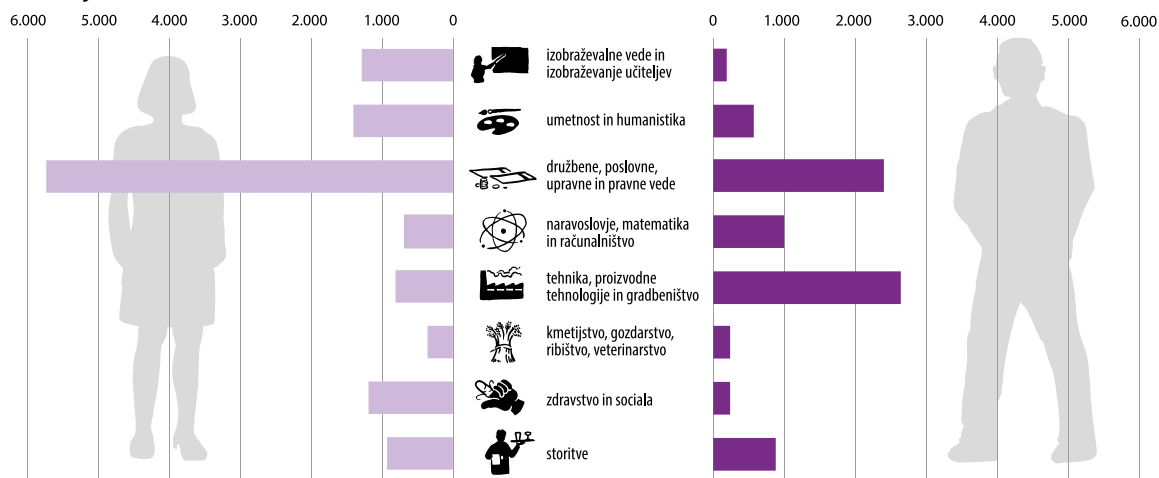 6.000 5.000 4.000 3.000 2.000 1.000 0 0 1.000 2.000 3.000 4.000 5.000 6.000
izobraževalne vede in
izobraževanje učiteljev
umetnost in humanistika
družbene, poslovne,
upravne in pravne vede
naravoslovje, matematika
in računalništvo
tehnika, proizvodne
tehnologije in gradbeništvo
kmetijstvo, gozdarstvo,
ribištvo, veterinarstvo
zdravstvo in sociala
storitve